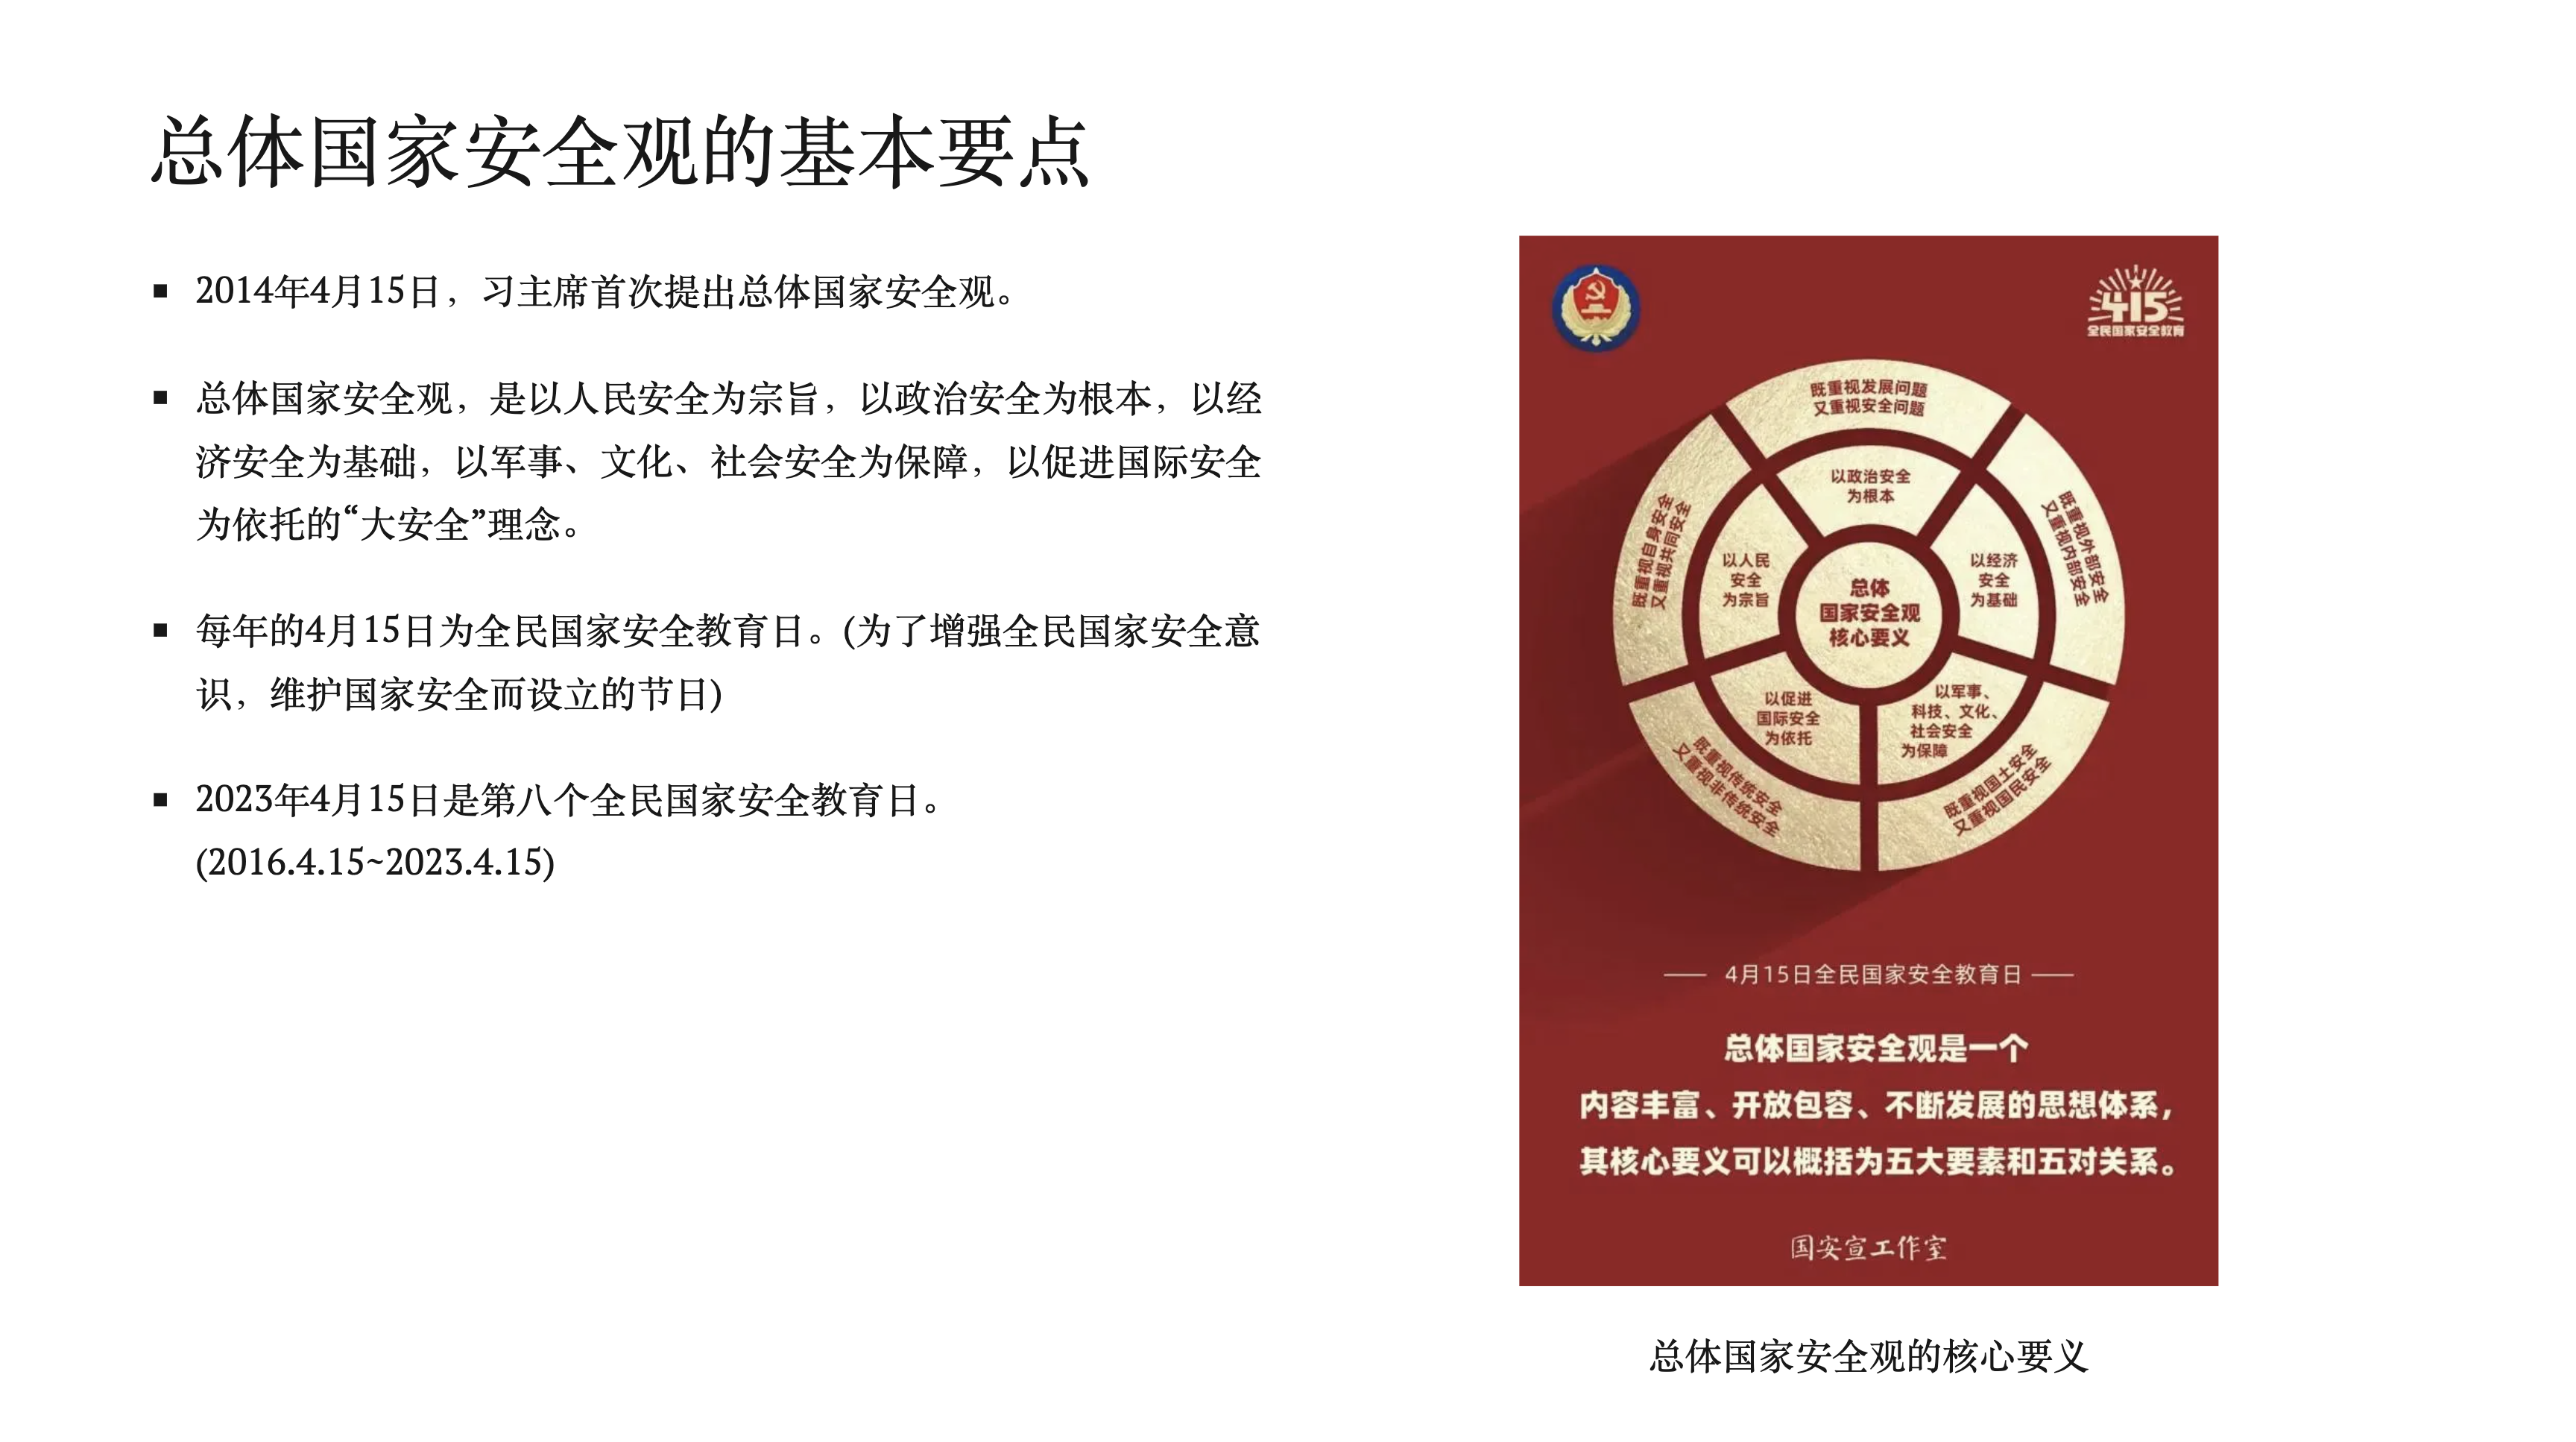 总体国家安全观的基本要点
2014年4月15日，习主席首次提出总体国家安全观。
总体国家安全观，是以人民安全为宗旨，以政治安全为根本，以经
济安全为基础，以军事、文化、社会安全为保障，以促进国际安全
为依托的“大安全”理念。
每年的4月15日为全民国家安全教育日。(为了增强全民国家安全意
识，维护国家安全而设立的节日)
2023年4月15日是第八个全民国家安全教育日。
(2016.4.15~2023.4.15)
415
全民国家安全教育
既重视发展问题
又重视安全问题
既重视外部安全
又重视内部安全
既重视国土安全
又重视国民安全
既重视传统安全
又重视非传统安全
既重视自身安全
又重视共同安全
以政治安全
为根本
以经济
安全
为基础
以军事、
科技、文化、
社会安全
为保障
以促进
国际安全
为依托
以人民
安全
为宗旨
总体
国家安全观
核心要义
4月15日全民国家安全教育日
总体国家安全观是一个
内容丰富、开放包容、不断发展的思想体系，
其核心要义可以概括为五大要素和五对关系。
国安宣工作室
总体国家安全观的核心要义